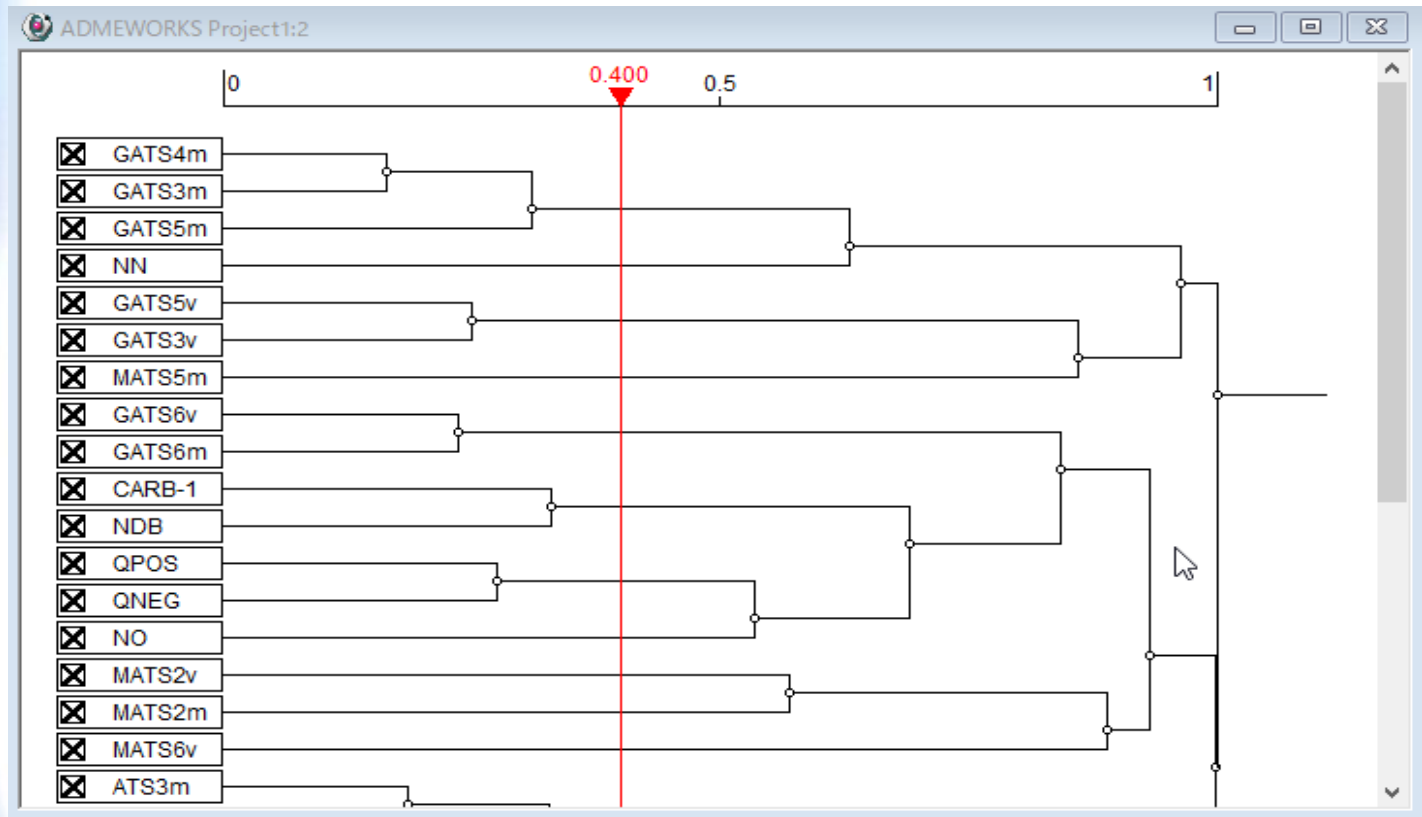 ADMEWORKS Project1:2
0 0.400 0.5 1
GATS4m
GATS3m
GATS5m
NN
GATS5v
GATS3v
MATS5m
GATS6v
GATS6m
CARB-1
NDB
QPOS
QNEG
NO
MATS2v
MATS2m
MATS6v
ATS3m